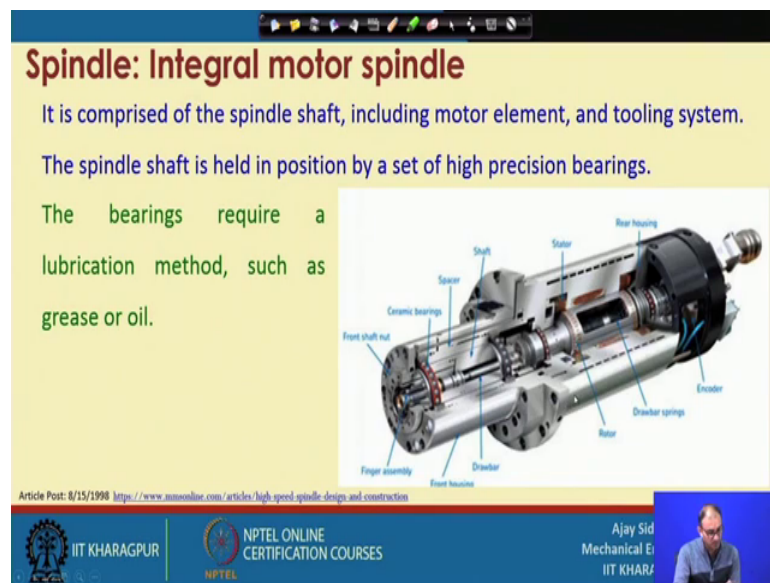 Spindle: Integral motor spindle
It is comprised of the spindle shaft, including motor element, and tooling system.
The spindle shaft is held in position by a set of high precision bearings.
The bearings require a
lubrication method, such as
grease or oil.
Rear housing
Stator
Shaft
Spacer
Ceramic bearings
Front shaft nut
Encoder
Drawbar springs
Rotor
Drawbar
Finger assembly
Front housing
Article Post: 8/15/1998 https://www.mmsonline.com/articles/high-speed-spindle-design-and-construction
IIT KHARAGPUR
NPTEL
NPTEL ONLINE
CERTIFICATION COURSES
Ajay Sid
Mechanical E
IIT KHARA